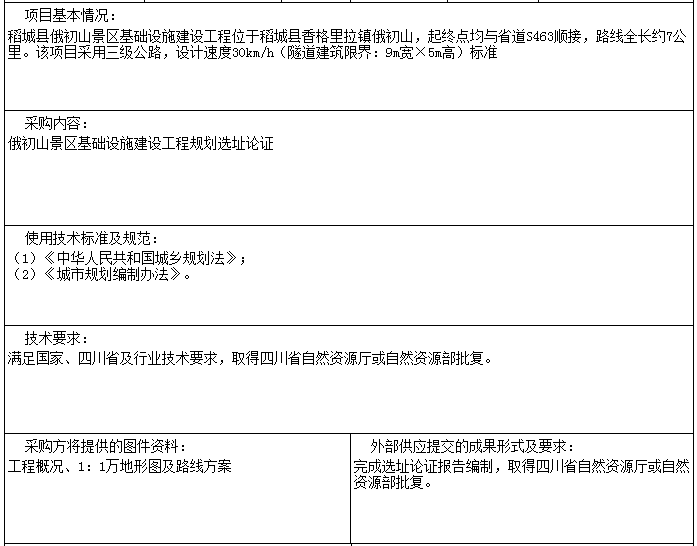 项目基本情况：
稻城县俄初山景区基础设施建设工程位于稻城县香格里拉镇俄初山，起终点均与省道S463顺接，路线全长约7公
里。该项目采用三级公路，设计速度30km/h（隧道建筑限界：9m宽×5m高）标准
采购内容：
俄初山景区基础设施建设工程规划选址论证
使用技术标准及规范：
（1）《中华人民共和国城乡规划法》；
（2）《城市规划编制办法》。
技术要求：
满足国家、四川省及行业技术要求，取得四川省自然资源厅或自然资源部批复。
采购方将提供的图件资料：
工程概况、1：1万地形图及路线方案
外部供应提交的成果形式及要求：
完成选址论证报告编制，取得四川省自然资源厅或自然
资源部批复。